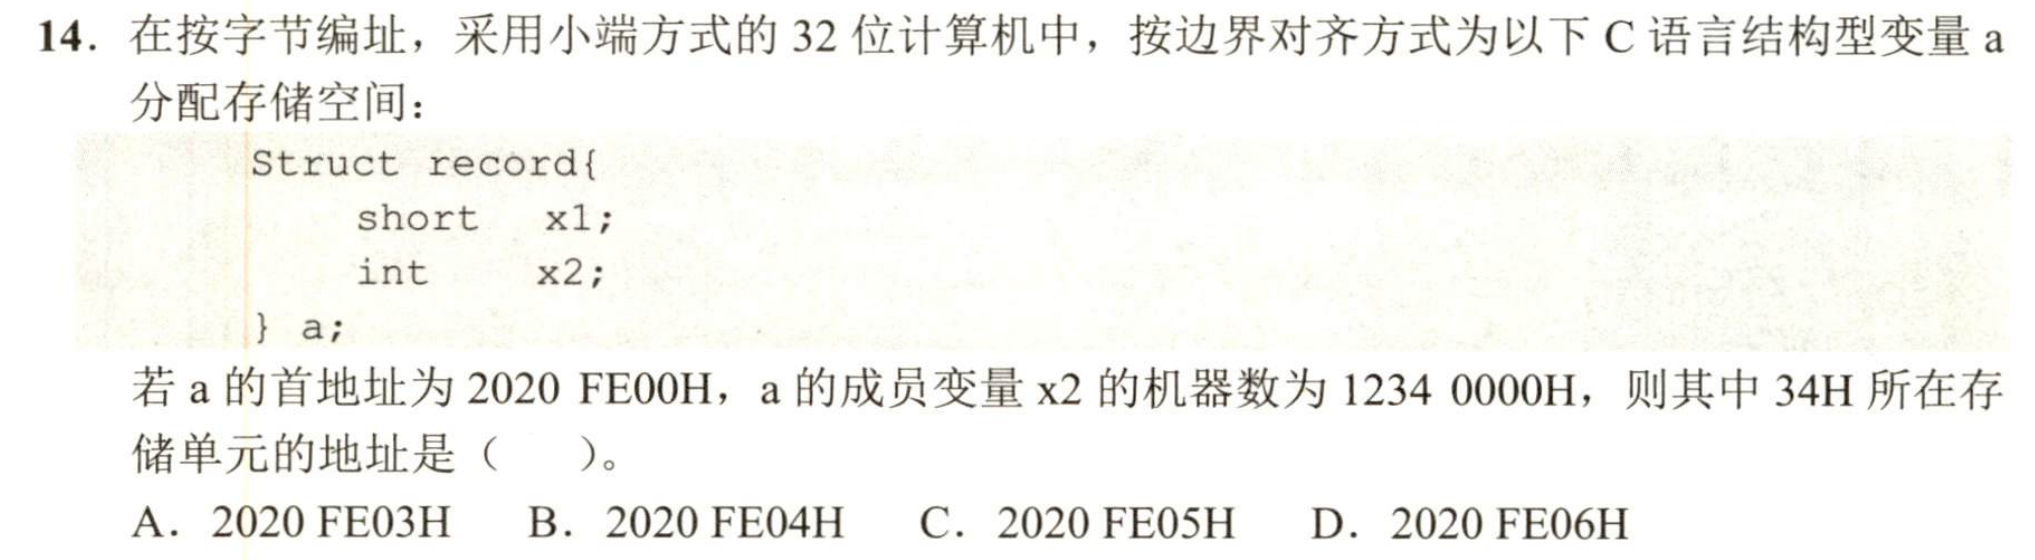 14. 在按字节编址，采用小端方式的 32 位计算机中，按边界对齐方式为以下 C 语言结构型变量 a
分配存储空间：
Struct record{
short x1;
int x2;
} a;
若 a 的首地址为 2020 FE00H，a 的成员变量 x2 的机器数为 1234 0000H，则其中 34H 所在存
储单元的地址是（ ）。
A. 2020 FE03H B. 2020 FE04H C. 2020 FE05H D. 2020 FE06H